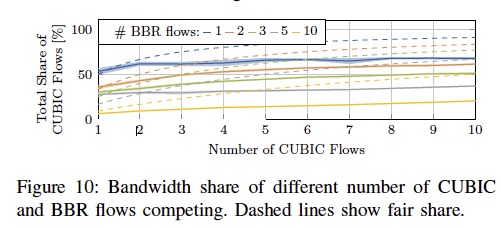 # BBR flows: 1 2 3 5 10
Total Share of
CUBIC Flows [%]
100
50
0
1 2 3 4 5 6 7 8 9 10
Number of CUBIC Flows
Figure 10: Bandwidth share of different number of CUBIC
and BBR flows competing. Dashed lines show fair share.